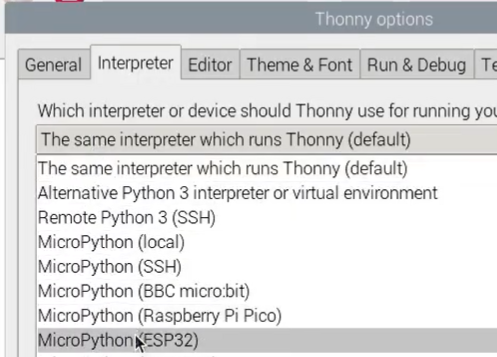 Thonny options
General Interpreter Editor Theme & Font Run & Debug
Which interpreter or device should Thonny use for running
The same interpreter which runs Thonny (default)
The same interpreter which runs Thonny (default)
Alternative Python 3 interpreter or virtual environment
Remote Python 3 (SSH)
MicroPython (local)
MicroPython (SSH)
MicroPython (BBC micro:bit)
MicroPython (Raspberry Pi Pico)
MicroPython (ESP32)